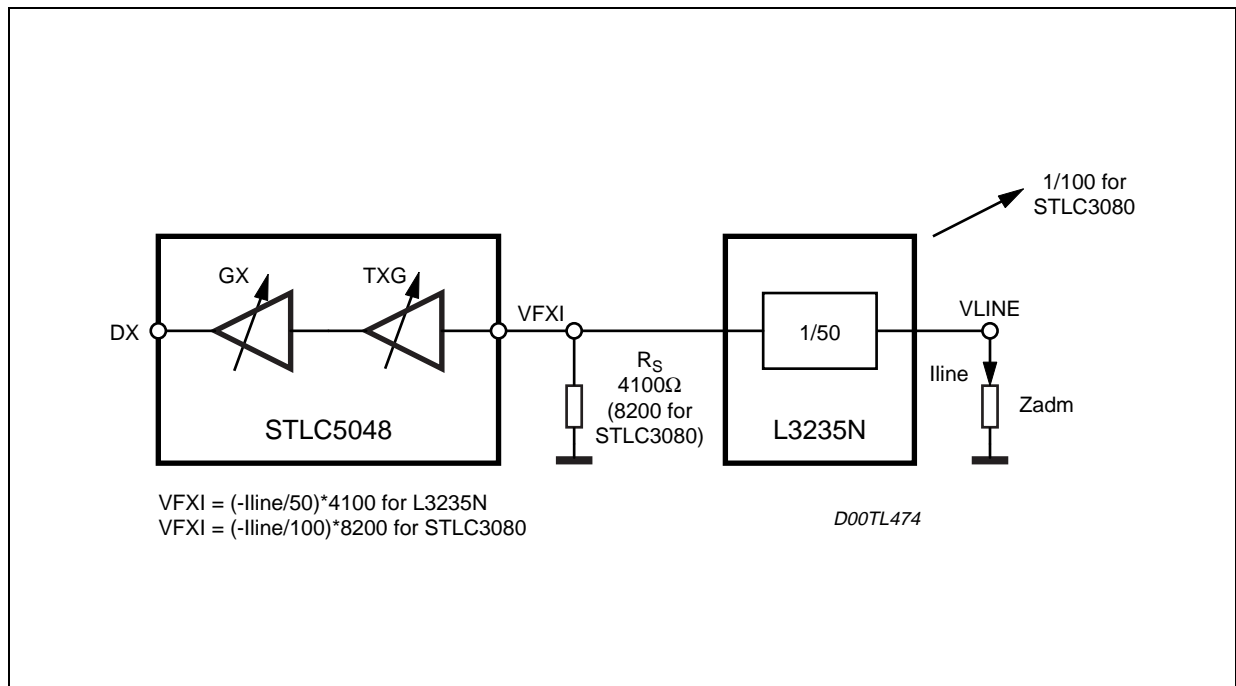 1/100 for
STLC3080
GX
TXG
DX
VFXI
VLINE
1/50
RS
4100Ω
(8200 for
STLC3080)
Iline
Zadm
STLC5048
L3235N
VFXI = (-Iline/50)*4100 for L3235N
VFXI = (-Iline/100)*8200 for STLC3080
D00TL474